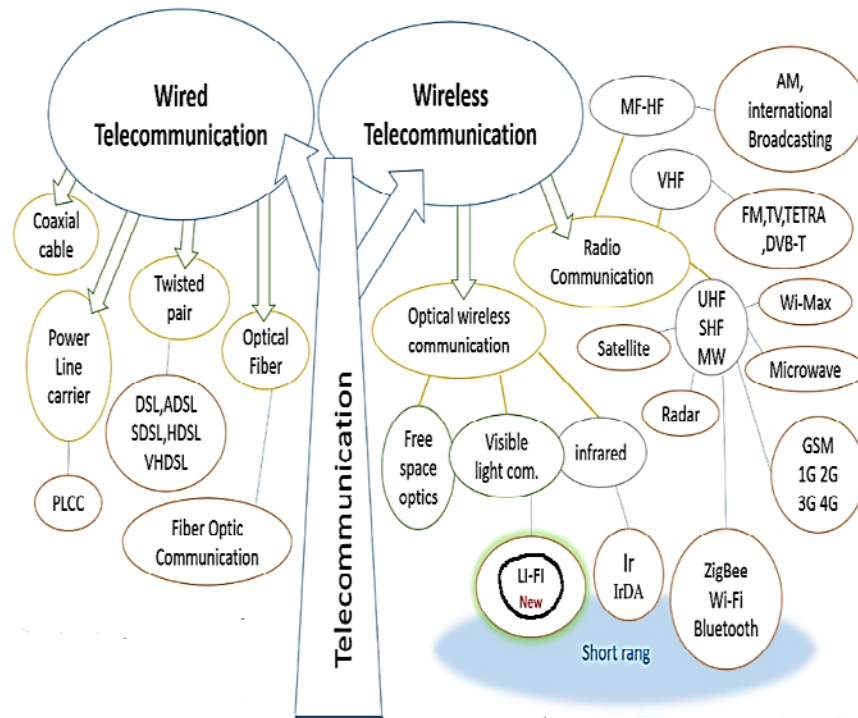 Wired
Telecommunication
Wireless
Telecommunication
MF-HF
AM,
international
Broadcasting
VHF
FM,TV,TETRA
,DVB-T
Radio
Communication
UHF
SHF
MW
Wi-Max
Satellite
Microwave
Radar
GSM
1G 2G
3G 4G
Coaxial
cable
Twisted
pair
Power
Line
carrier
Optical
Fiber
DSL,ADSL
SDSL,HDSL
VHDSL
PLCC
Fiber Optic
Communication
Telecommunication
Optical wireless
communication
Free
space
optics
Visible
light com.
infrared
LI-FI
New
Ir
IrDA
ZigBee
Wi-Fi
Bluetooth
Short rang